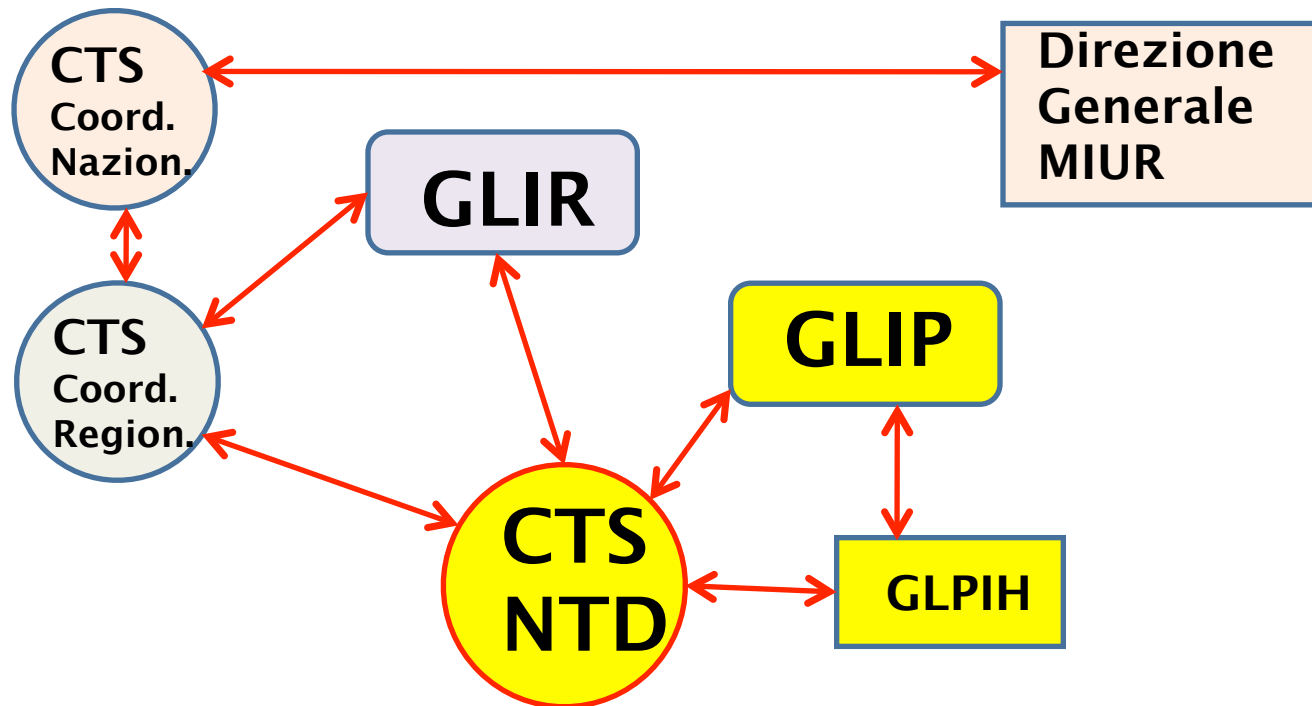 CTS
Coord.
Nazion.
Direzione
Generale
MIUR
GLIR
CTS
Coord.
Region.
GLIP
CTS
NTD
GLPIH